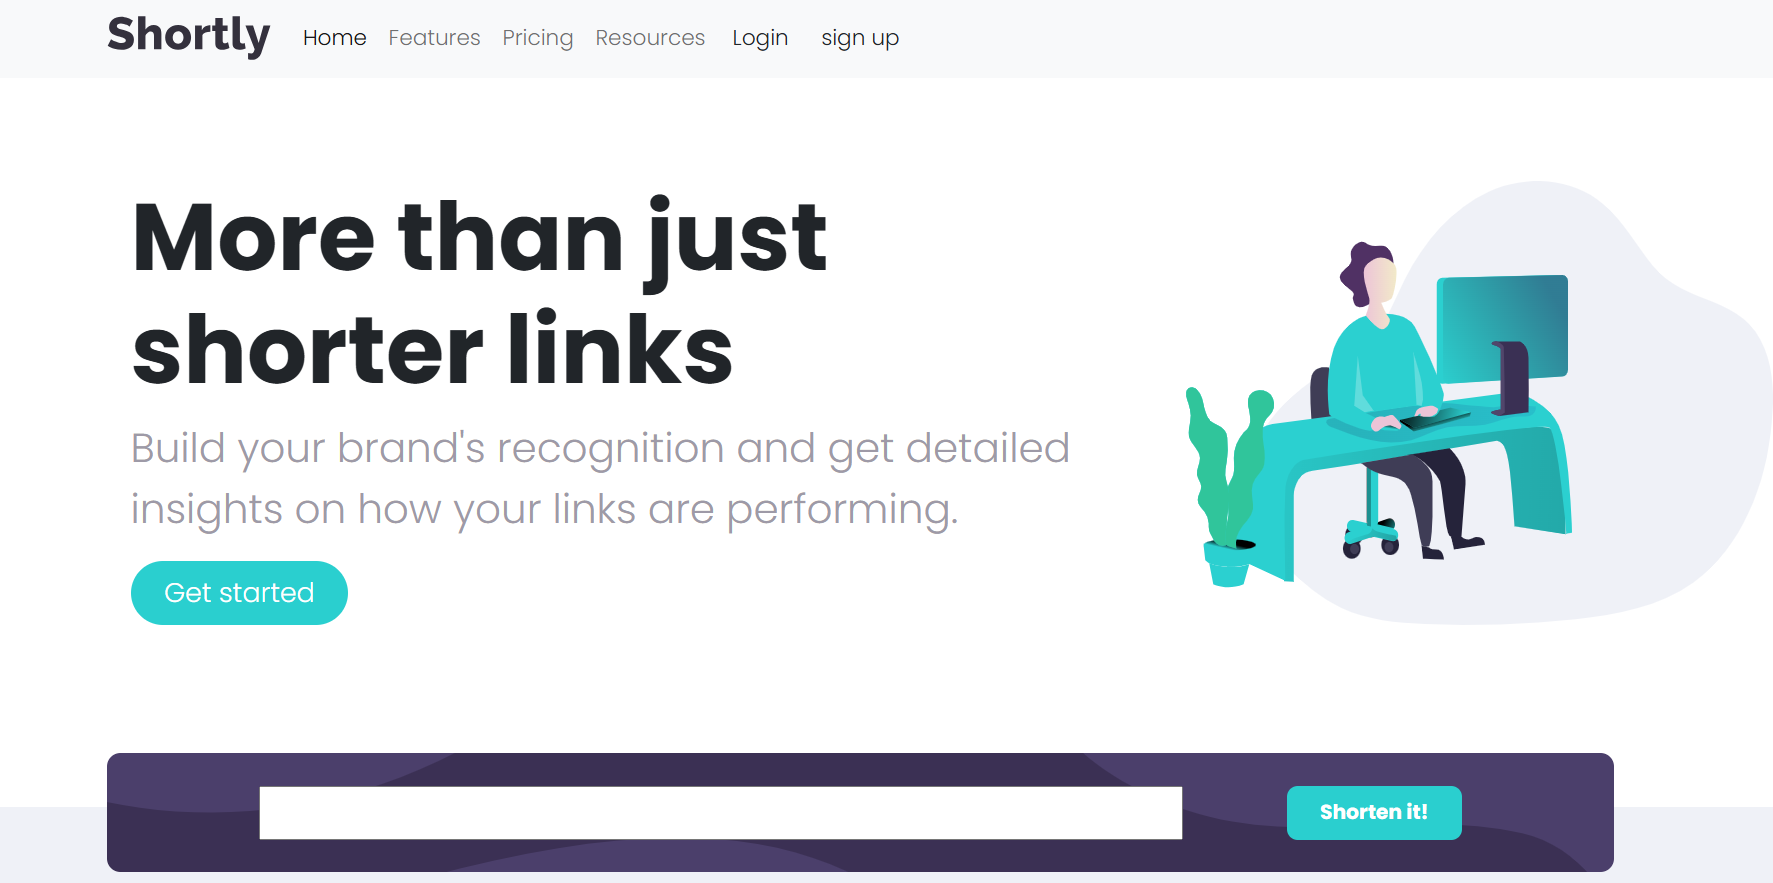 Shortly Home Features Pricing Resources Login sign up
More than just
shorter links
Build your brand's recognition and get detailed
insights on how your links are performing.
Get started
Shorten it!